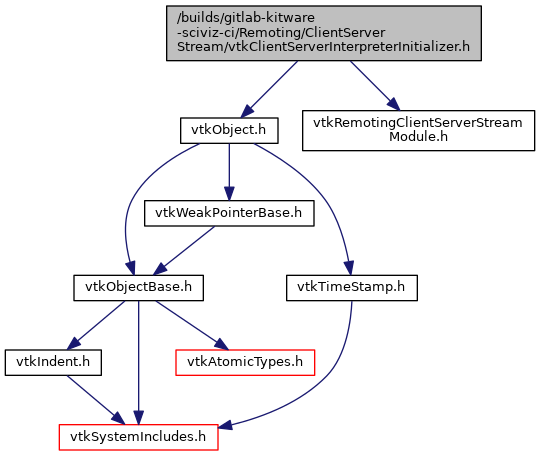 /builds/gitlab-kitware
-sciviz-ci/Remoting/ClientServer
Stream/vtkClientServerInterpreterInitializer.h
vtkObject.h
vtkRemotingClientServerStream
Module.h
vtkWeakPointerBase.h
vtkObjectBase.h
vtkTimeStamp.h
vtkIndent.h
vtkAtomicTypes.h
vtkSystemIncludes.h